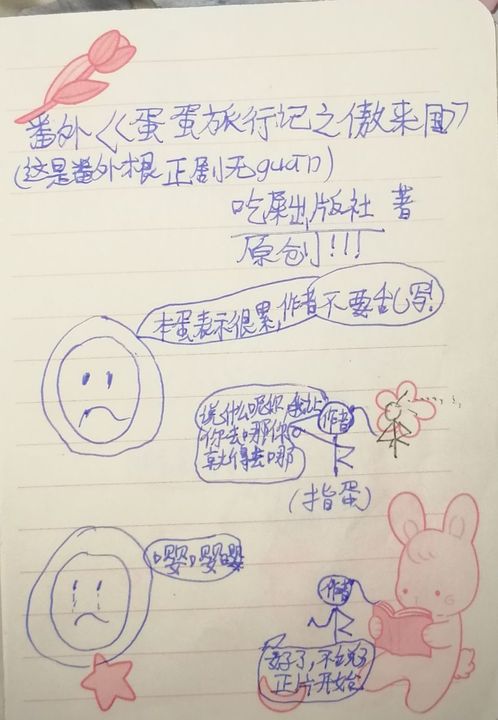 番外《蛋蛋旅行记之傲来国》
(这是番外根 正剧无guan)
吃屎出版社 著
原创!!!
本蛋表示很累,作者不要乱写!
说什么呢你,我让
你去哪你
就得去哪
作者
(指蛋)
嘤嘤嘤
作者
好了,不说了
正片开始